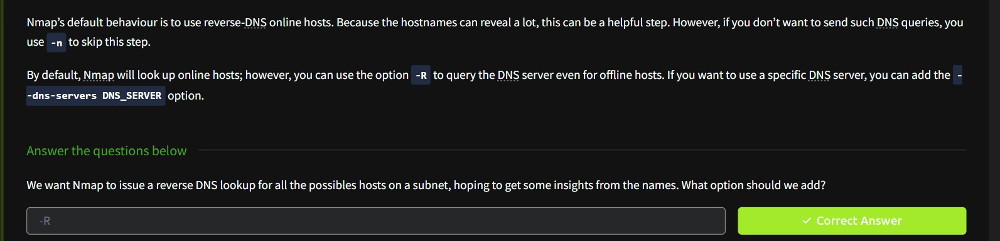 Nmap’s default behaviour is to use reverse-DNS online hosts. Because the hostnames can reveal a lot, this can be a helpful step. However, if you don’t want to send such DNS queries, you
use -n to skip this step.
By default, Nmap will look up online hosts; however, you can use the option -R to query the DNS server even for offline hosts. If you want to use a specific DNS server, you can add the -
-dns-servers DNS_SERVER option.
Answer the questions below
We want Nmap to issue a reverse DNS lookup for all the possibles hosts on a subnet, hoping to get some insights from the names. What option should we add?
-R
✓ Correct Answer